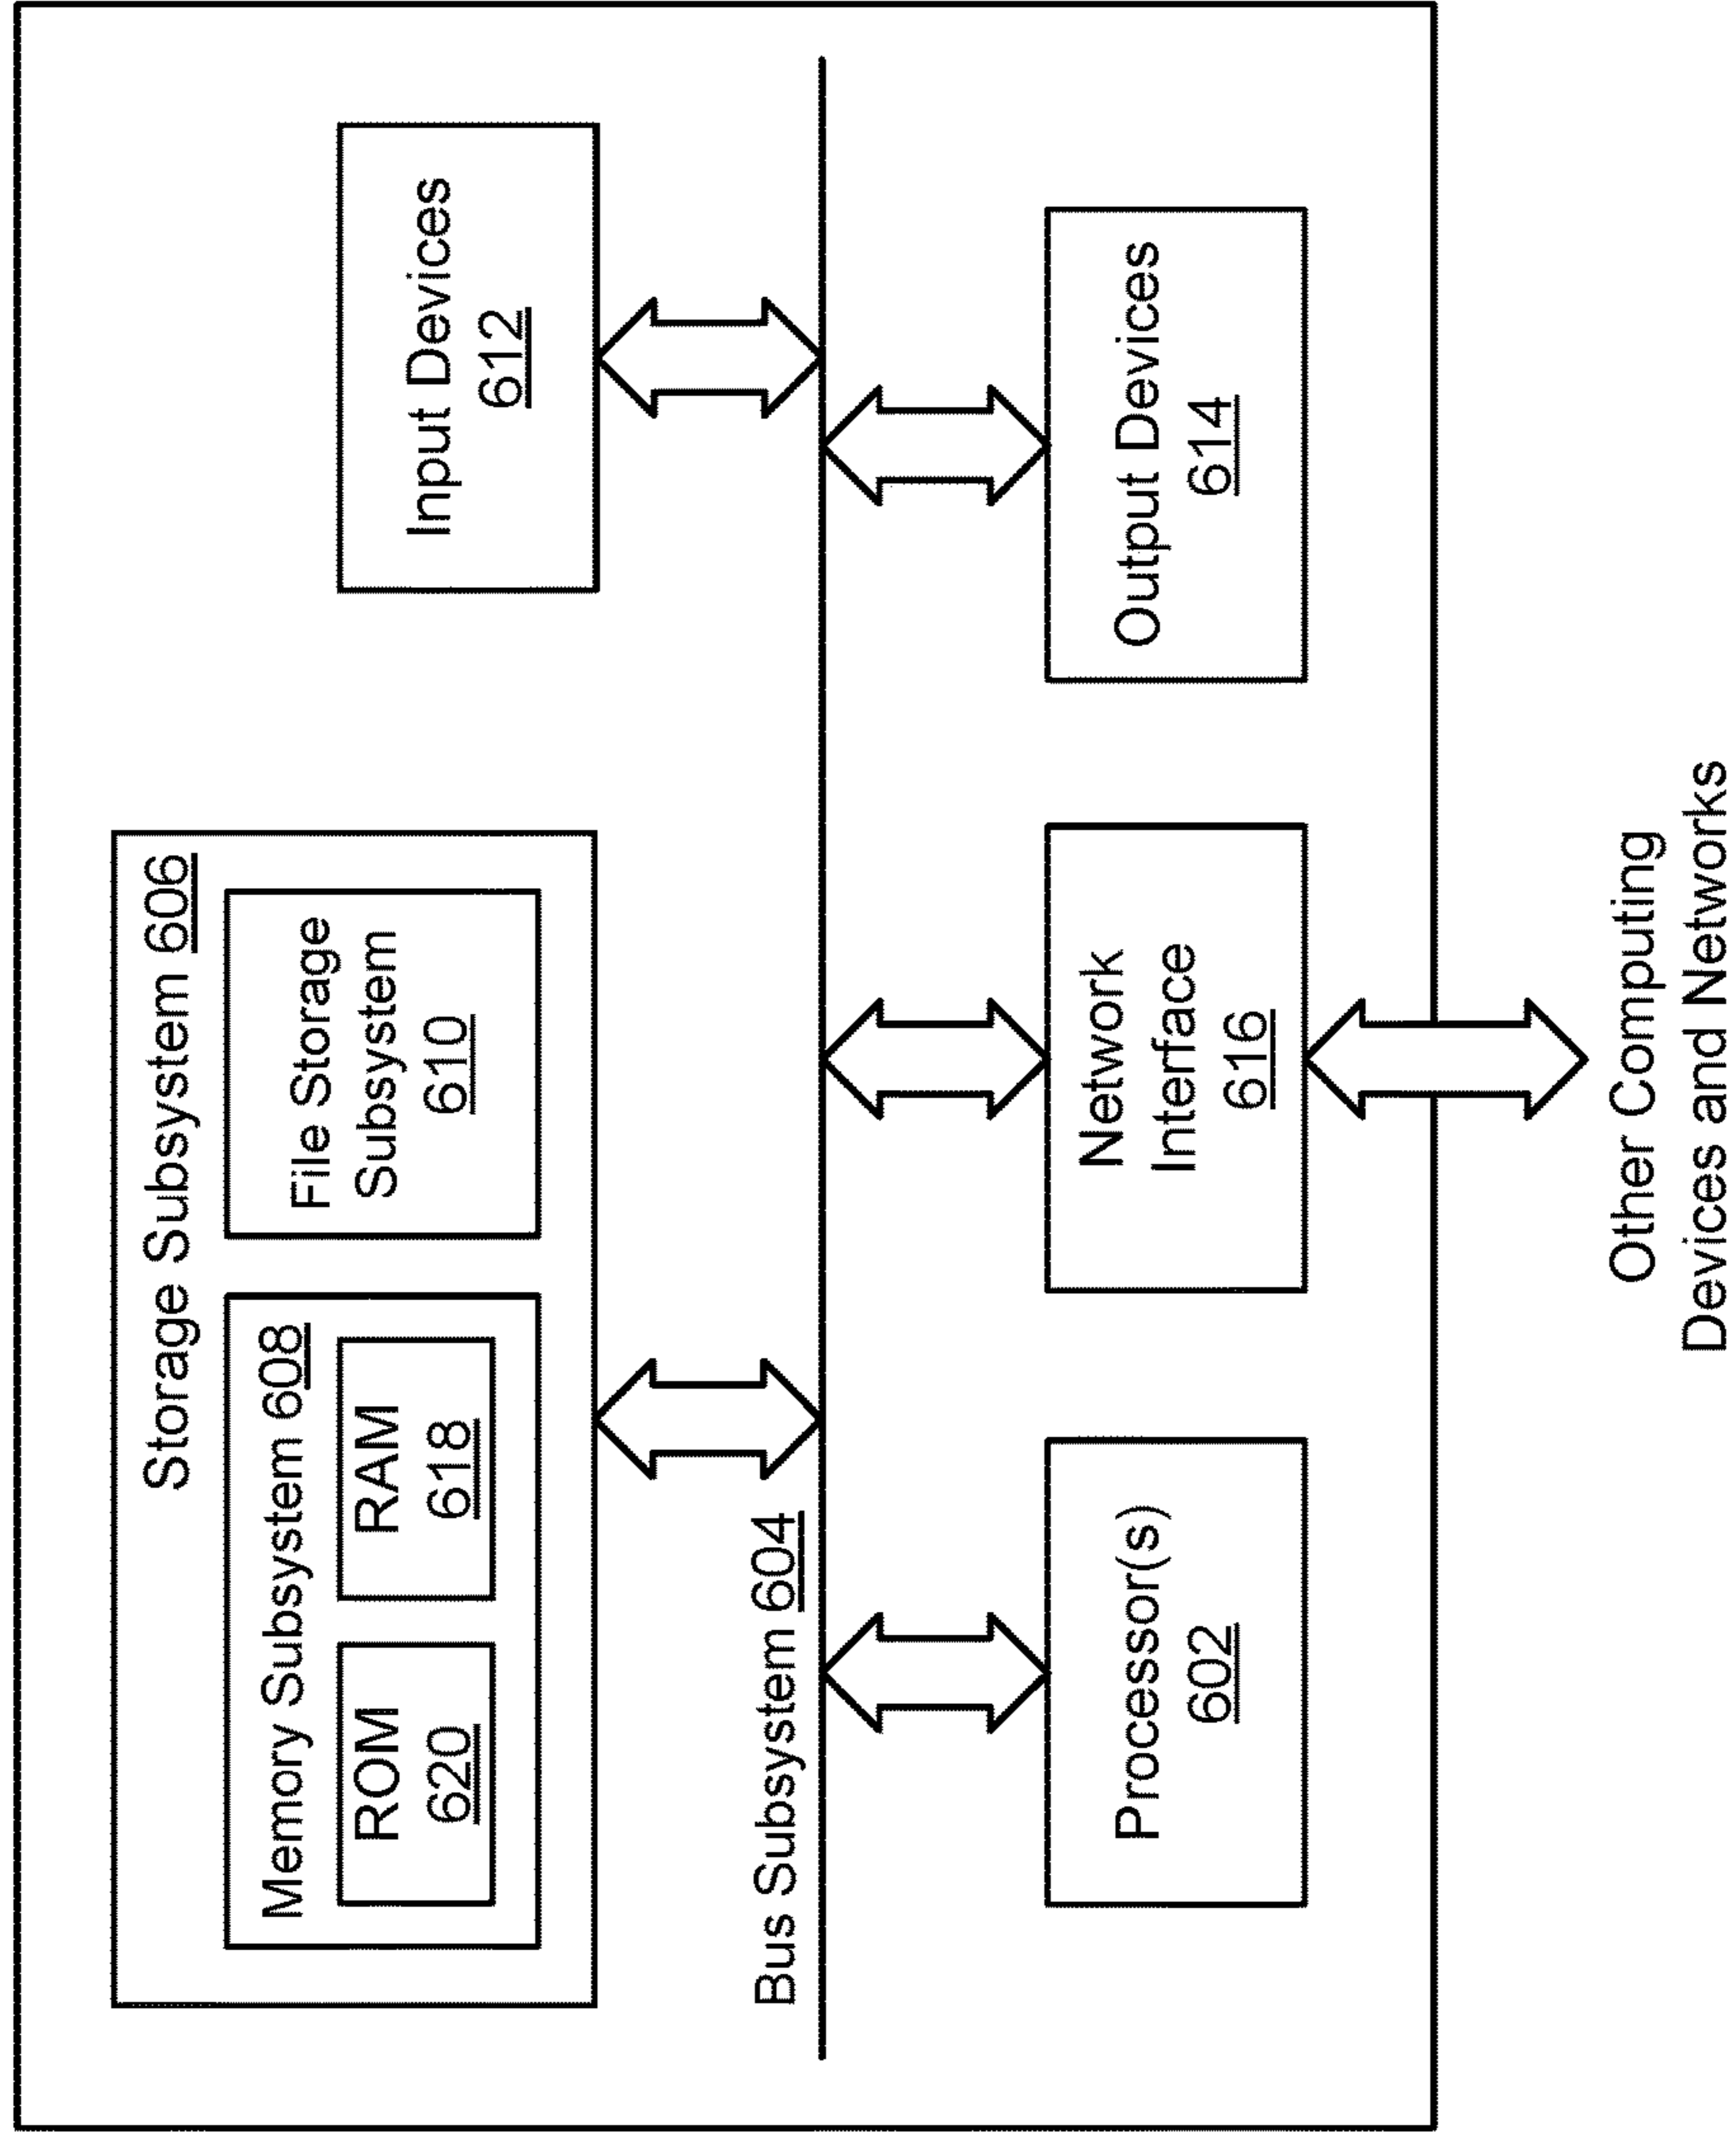 Storage Subsystem 606
Memory Subsystem 608
ROM
620
RAM
618
File Storage
Subsystem
610
Input Devices
612
Bus Subsystem 604
Processor(s)
602
Network
Interface
616
Output Devices
614
Other Computing
Devices and Networks